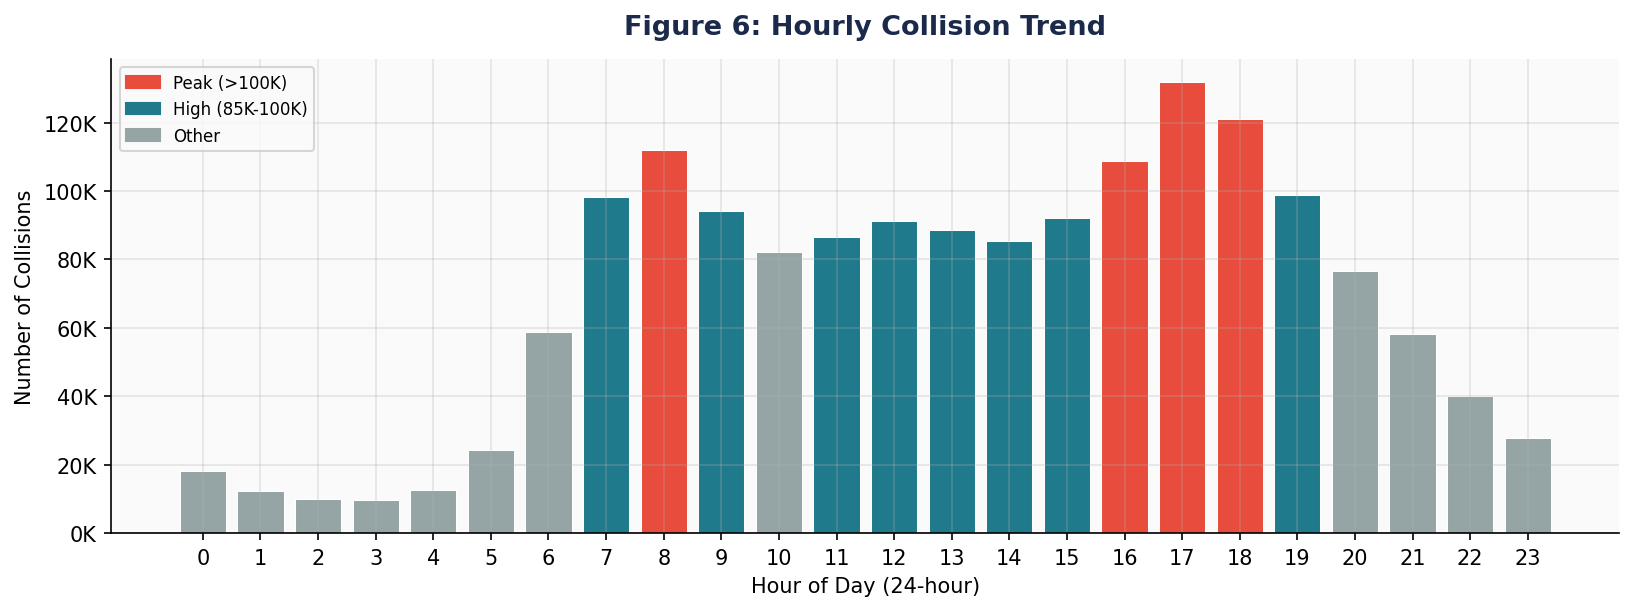 Figure 6: Hourly Collision Trend
Peak (>100K)
High (85K-100K)
Other
Number of Collisions
120K
100K
80K
60K
40K
20K
0K
0 1 2 3 4 5 6 7 8 9 10 11 12 13 14 15 16 17 18 19 20 21 22 23
Hour of Day (24-hour)